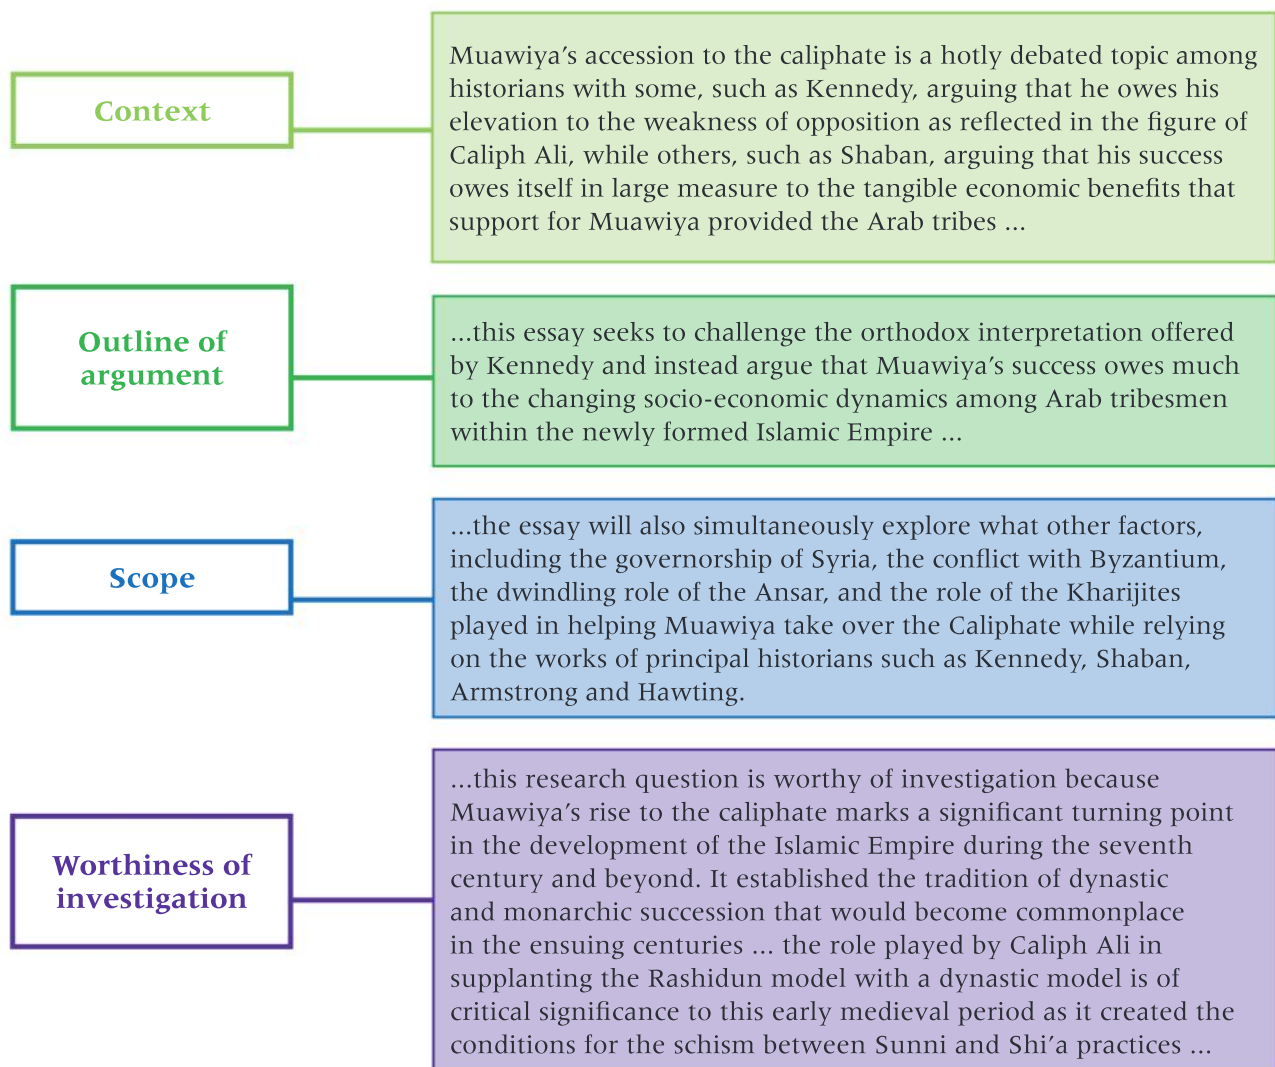 Context
Muawiya’s accession to the caliphate is a hotly debated topic among
historians with some, such as Kennedy, arguing that he owes his
elevation to the weakness of opposition as reflected in the figure of
Caliph Ali, while others, such as Shaban, arguing that his success
owes itself in large measure to the tangible economic benefits that
support for Muawiya provided the Arab tribes ...
Outline of
argument
...this essay seeks to challenge the orthodox interpretation offered
by Kennedy and instead argue that Muawiya’s success owes much
to the changing socio-economic dynamics among Arab tribesmen
within the newly formed Islamic Empire ...
Scope
...the essay will also simultaneously explore what other factors,
including the governorship of Syria, the conflict with Byzantium,
the dwindling role of the Ansar, and the role of the Kharijites
played in helping Muawiya take over the Caliphate while relying
on the works of principal historians such as Kennedy, Shaban,
Armstrong and Hawting.
Worthiness of
investigation
...this research question is worthy of investigation because
Muawiya’s rise to the caliphate marks a significant turning point
in the development of the Islamic Empire during the seventh
century and beyond. It established the tradition of dynastic
and monarchic succession that would become commonplace
in the ensuing centuries ... the role played by Caliph Ali in
supplanting the Rashidun model with a dynastic model is of
critical significance to this early medieval period as it created the
conditions for the schism between Sunni and Shi’a practices ...